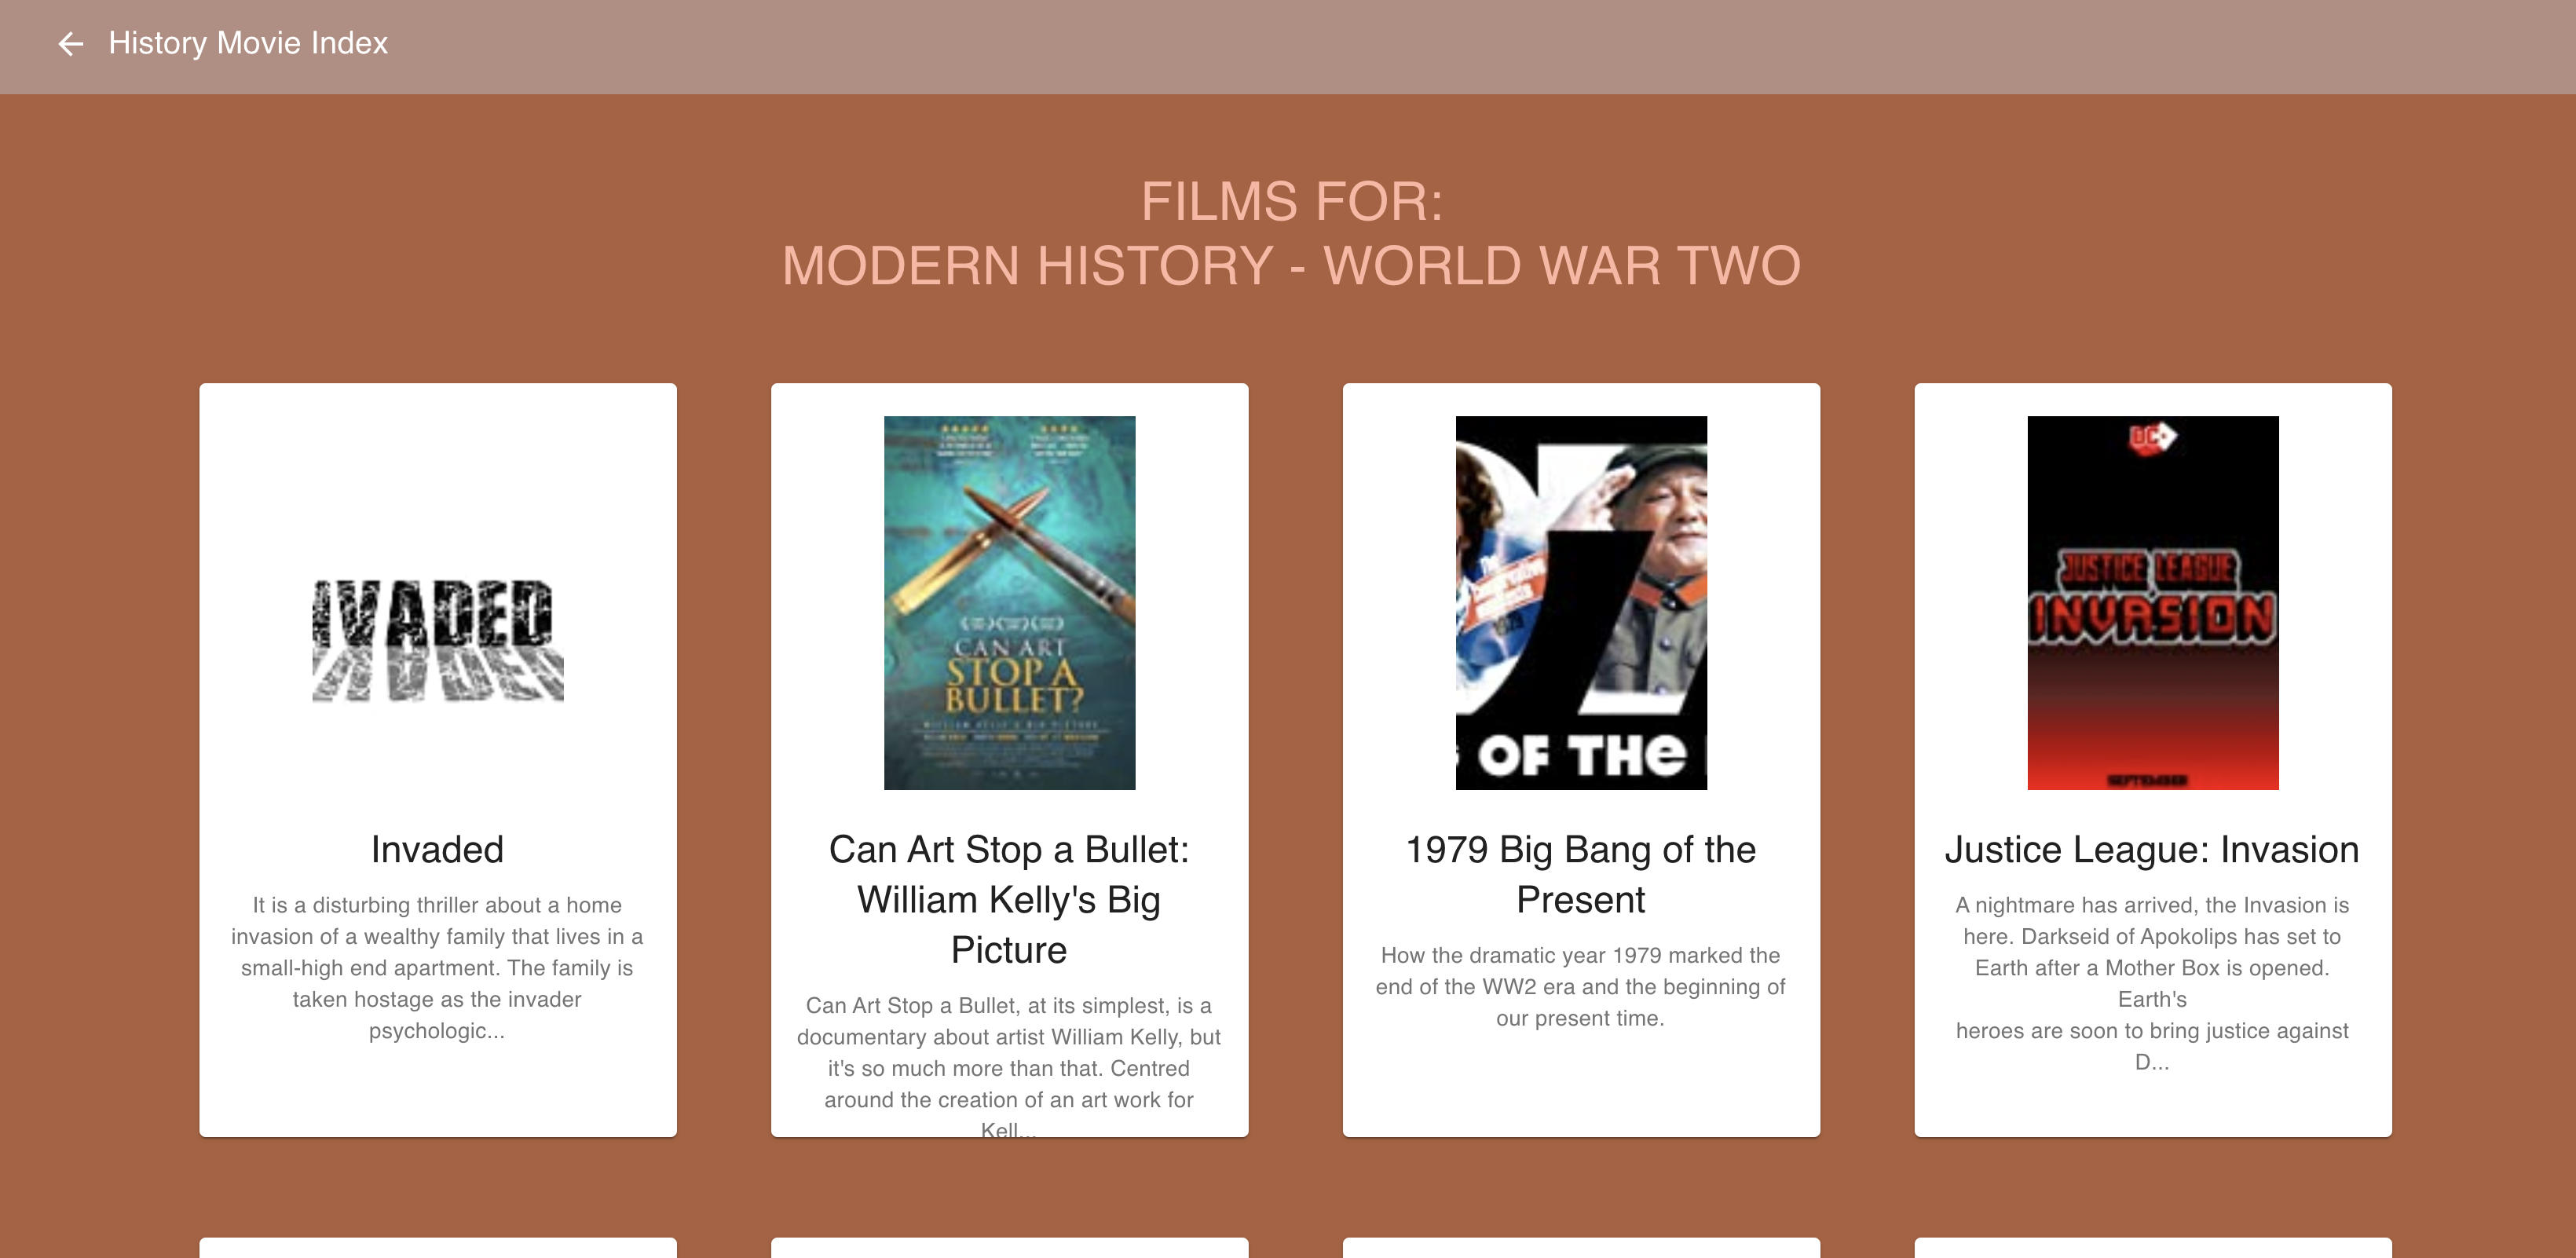 History Movie Index
FILMS FOR:
MODERN HISTORY - WORLD WAR TWO
IVADED
Invaded
It is a disturbing thriller about a home
invasion of a wealthy family that lives in a
small-high end apartment. The family is
taken hostage as the invader
psychologic...
CAN ART
STOP A
BULLET?
Can Art Stop a Bullet:
William Kelly's Big
Picture
Can Art Stop a Bullet, at its simplest, is a
documentary about artist William Kelly, but
it's so much more than that. Centred
around the creation of an art work for
Kell...
OF THe
1979 Big Bang of the
Present
How the dramatic year 1979 marked the
end of the WW2 era and the beginning of
our present time.
DC
JUSTICE LEAGUE
INVASION
SEPTEMBER
Justice League: Invasion
A nightmare has arrived, the Invasion is
here. Darkseid of Apokolips has set to
Earth after a Mother Box is opened.
Earth's
heroes are soon to bring justice against
D...